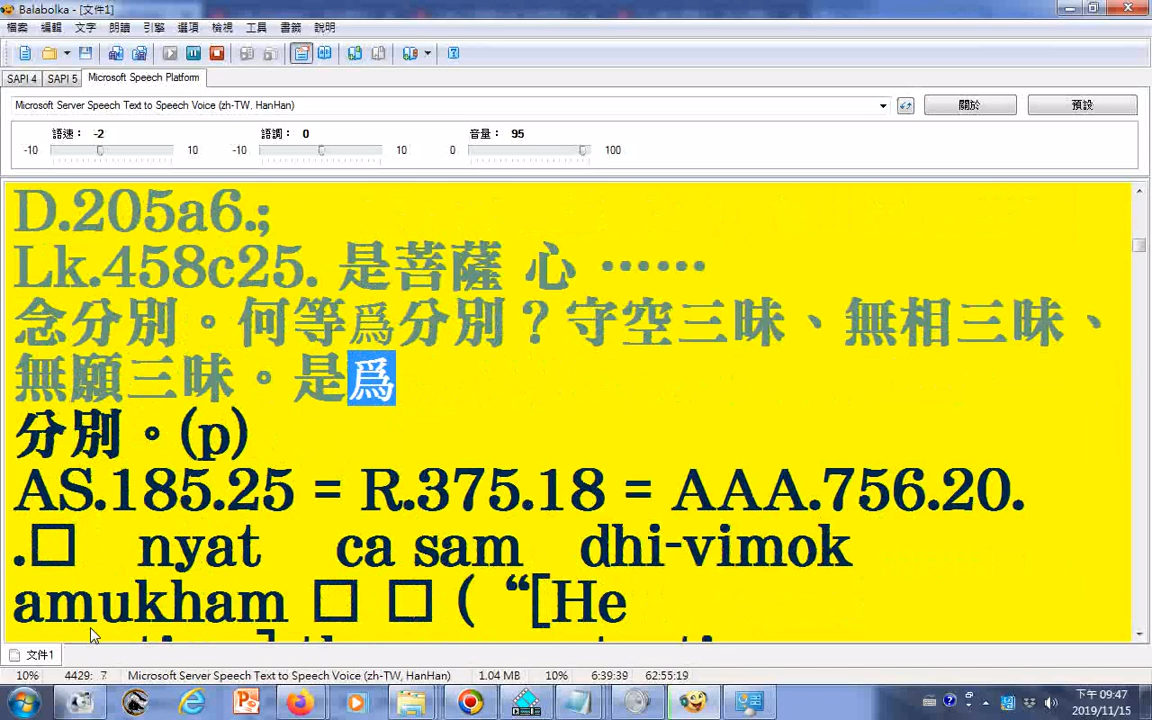 Balabolka - [文件1]
檔案 編輯 文字 朗讀 引擎 選項 檢視 工具 書籤 說明
SAPI 4 SAPI 5 Microsoft Speech Platform
Microsoft Server Speech Text to Speech Voice (zh-TW, HanHan) 關於 預設
語速： -2 語調： 0 音量： 95
-10 10 -10 10 0 100
D.205a6.;
Lk.458c25. 是菩薩 心 ……
念分別。何等爲分別？守空三昧、無相三昧、
無願三昧。是爲
分別。(p)
AS.185.25 = R.375.18 = AAA.756.20.
.□ nyat ca sam dhi-vimok
amukham □ □ ( “[He
文件1
10% 4429: 7 Microsoft Server Speech Text to Speech Voice (zh-TW, HanHan) 1.04 MB 10% 6:39:39 62:55:19
下午 09:47
2019/11/15